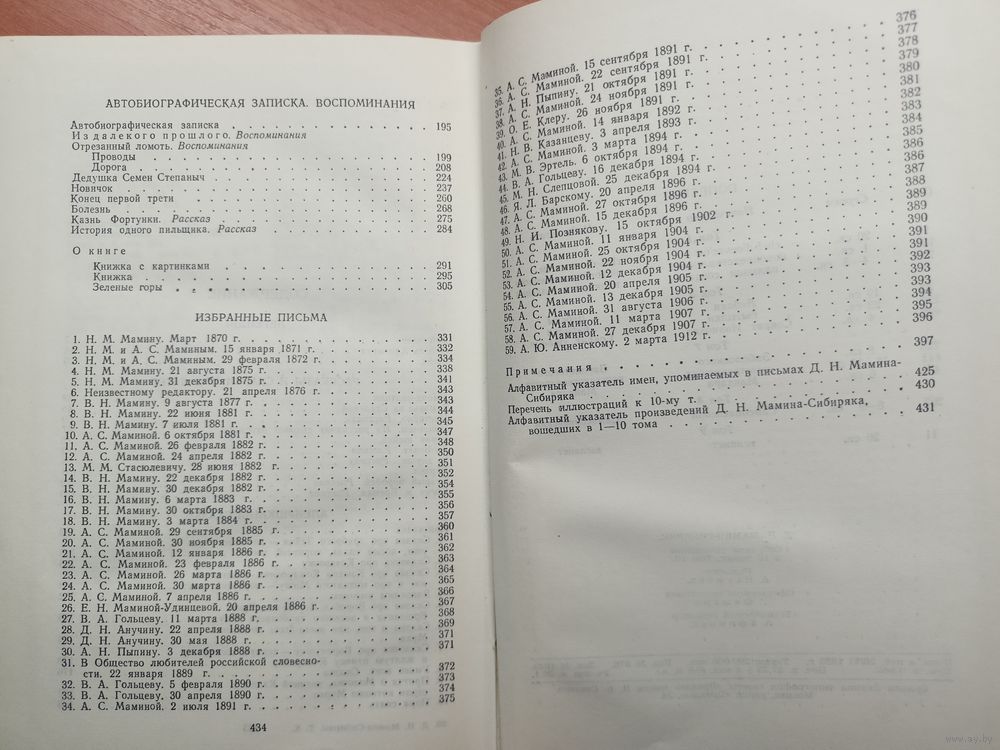 АВТОБИОГРАФИЧЕСКАЯ ЗАПИСКА. ВОСПОМИНАНИЯ
Автобиографическая записка . . . . . 195
Из далекого прошлого. Воспоминания
Отрезанный ломоть. Воспоминания
Проводы . . . . . 199
Дорога . . . . . 208
Дедушка Семен Степаныч . . . . . 224
Новичок . . . . . 237
Конец первой трети . . . . . 260
Болезнь . . . . . 268
Казнь Фортунки. Рассказ . . . . . 275
История одного пильщика. Рассказ . . . . . 284
О книге
Книжка с картинками . . . . . 291
Книжка . . . . . 295
Зеленые горы . . . . . 305
ИЗБРАННЫЕ ПИСЬМА
1. Н. М. Мамину. Март 1870 г. . . . . . 331
2. Н. М. и А. С. Маминым. 15 января 1871 г. . . . . . 332
3. Н. М. и А. С. Маминым. 29 февраля 1872 г. . . . . . 334
4. Н. М. Мамину. 21 августа 1875 г. . . . . . 338
5. Н. М. Мамину. 31 декабря 1875 г. . . . . . 341
6. Неизвестному редактору. 21 апреля 1876 г. . . . . . 343
7. В. Н. Мамину. 9 августа 1877 г. . . . . . 343
8. В. Н. Мамину. 22 июня 1881 г. . . . . . 344
9. В. Н. Мамину. 7 июля 1881 г. . . . . . 345
10. А. С. Маминой. 6 октября 1881 г. . . . . . 347
11. А. С. Маминой. 26 февраля 1882 г. . . . . . 348
12. А. С. Маминой. 24 апреля 1882 г. . . . . . 350
13. М. М. Стасюлевичу. 28 июня 1882 г. . . . . . 351
14. В. Н. Мамину. 22 декабря 1882 г. . . . . . 352
15. В. Н. Мамину. 30 декабря 1882 г. . . . . . 354
16. В. Н. Мамину. 6 марта 1883 г. . . . . . 355
17. В. Н. Мамину. 30 октября 1883 г. . . . . . 356
18. В. Н. Мамину. 3 марта 1884 г. . . . . . 357
19. А. С. Маминой. 29 сентября 1885 г. . . . . . 360
20. А. С. Маминой. 30 ноября 1885 г. . . . . . 361
21. А. С. Маминой. 12 января 1886 г. . . . . . 362
22. А. С. Маминой. 23 февраля 1886 г. . . . . . 363
23. А. С. Маминой. 26 марта 1886 г. . . . . . 364
24. А. С. Маминой. 30 марта 1886 г. . . . . . 365
25. А. С. Маминой. 7 апреля 1886 г. . . . . . 366
26. Е. Н. Маминой-Удинцевой. 20 апреля 1886 г. . . . . . 367
27. В. А. Гольцеву. 11 марта 1888 г. . . . . . 368
28. Д. Н. Анучину. 22 апреля 1888 г. . . . . . 369
29. Д. Н. Анучину. 30 мая 1888 г. . . . . . 371
30. А. Н. Пыпину. 3 декабря 1888 г. . . . . . 371
31. В Общество любителей российской словесно-
сти. 22 января 1889 г. . . . . . 372
32. В. А. Гольцеву. 5 февраля 1890 г. . . . . . 373
33. В. А. Гольцеву. 30 апреля 1890 г. . . . . . 374
34. А. С. Маминой. 2 июля 1891 г. . . . . . 375
434
35. А. С. Маминой. 15 сентября 1891 г. . . . . . 376
36. А. С. Маминой. 22 сентября 1891 г. . . . . . 377
37. А. Н. Пыпину. 21 октября 1891 г. . . . . . 378
38. А. С. Маминой. 24 ноября 1891 г. . . . . . 379
39. О. Е. Клеру. 26 ноября 1891 г. . . . . . 380
40. А. С. Маминой. 14 января 1892 г. . . . . . 381
41. Н. В. Казанцеву. 3 апреля 1893 г. . . . . . 382
42. А. С. Маминой. 3 марта 1894 г. . . . . . 383
43. М. В. Эртель. 6 октября 1894 г. . . . . . 384
44. В. А. Гольцеву. 16 декабря 1894 г. . . . . . 385
45. М. Н. Слепцовой. 25 декабря 1894 г. . . . . . 386
46. Я. Л. Барскому. 20 апреля 1896 г. . . . . . 386
47. А. С. Маминой. 27 октября 1896 г. . . . . . 387
48. А. С. Маминой. 15 декабря 1896 г. . . . . . 388
49. Н. И. Познякову. 15 октября 1902 г. . . . . . 389
50. А. С. Маминой. 11 января 1904 г. . . . . . 389
51. А. С. Маминой. 25 октября 1904 г. . . . . . 390
52. А. С. Маминой. 22 ноября 1904 г. . . . . . 391
53. А. С. Маминой. 12 декабря 1904 г. . . . . . 391
54. А. С. Маминой. 20 апреля 1905 г. . . . . . 392
55. А. С. Маминой. 13 декабря 1905 г. . . . . . 393
56. А. С. Маминой. 31 августа 1906 г. . . . . . 393
57. А. С. Маминой. 11 марта 1907 г. . . . . . 394
58. А. С. Маминой. 27 декабря 1907 г. . . . . . 395
59. А. Ю. Анненскому. 2 марта 1912 г. . . . . . 396
Примечания . . . . . 397
Алфавитный указатель имен, упоминаемых в письмах Д. Н. Мамина-
Сибиряка . . . . . 425
Перечень иллюстраций к 10-му т. . . . . . 430
Алфавитный указатель произведений Д. Н. Мамина-Сибиряка,
вошедших в 1—10 тома . . . . . 431
www.ay.by